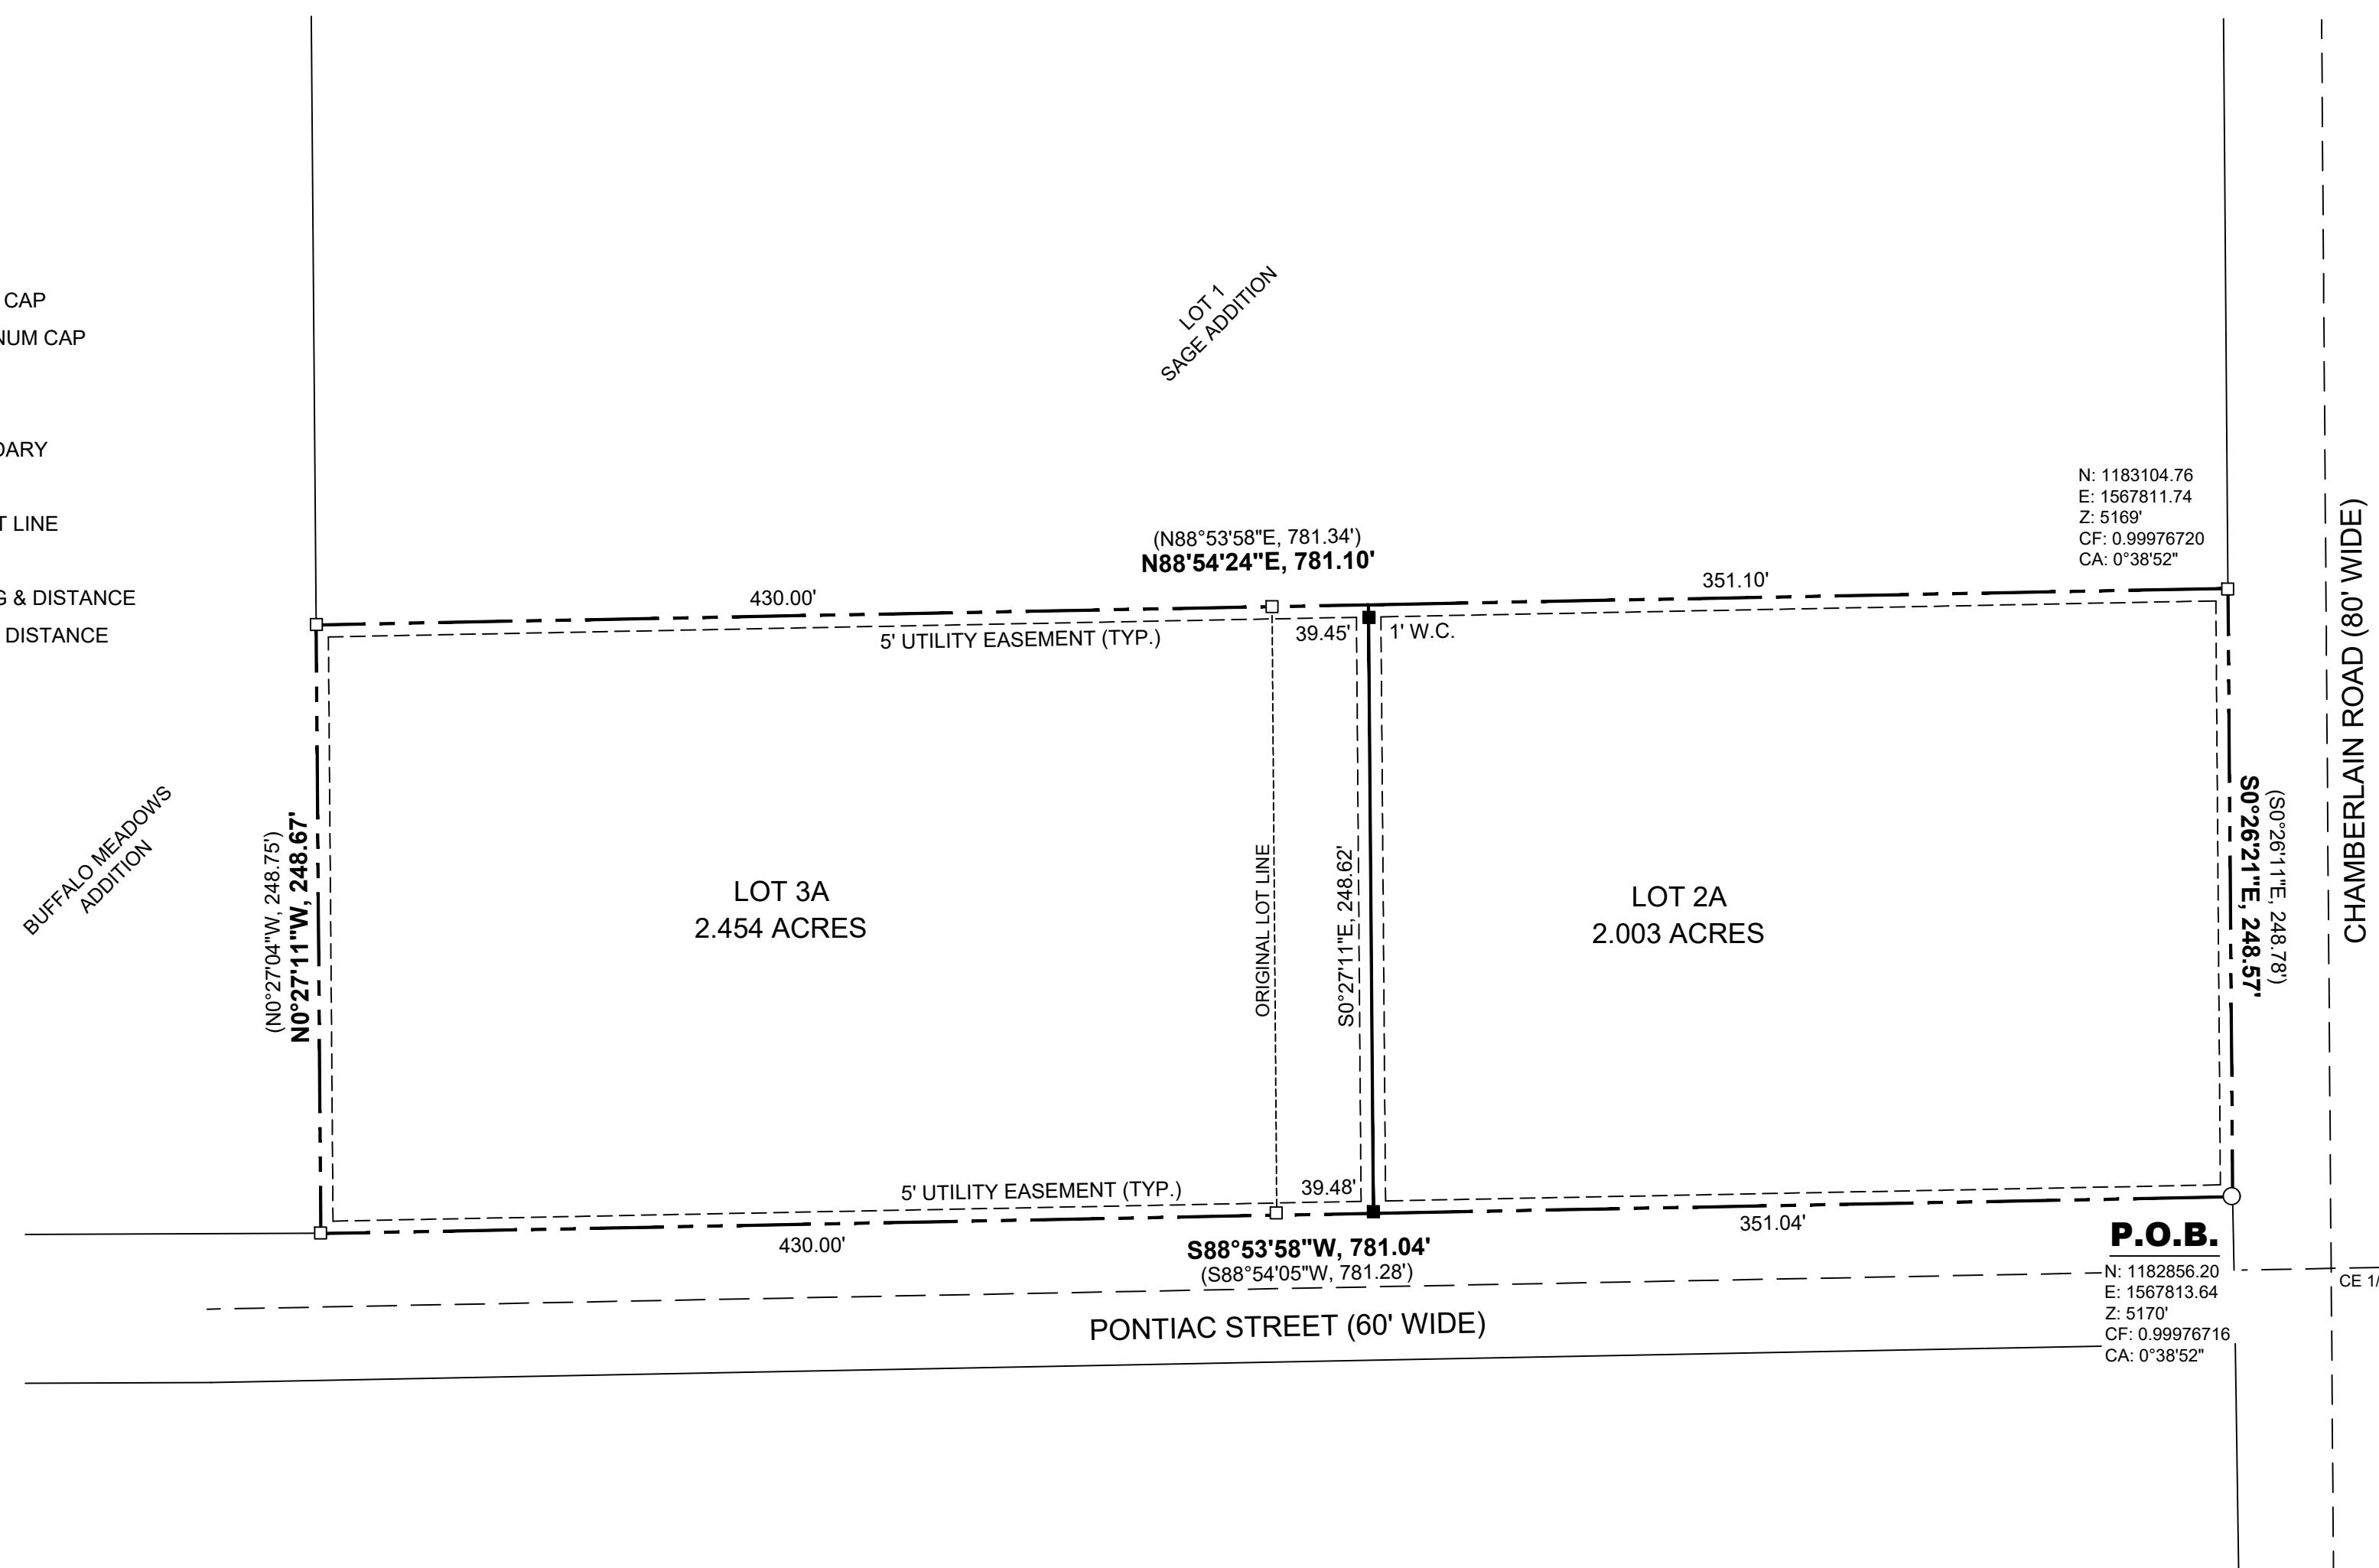 CAP
NUM CAP
DARY
T LINE
G & DISTANCE
DISTANCE
LOT 1
SAGE ADDITION
N: 1183104.76
E: 1567811.74
Z: 5169'
CF: 0.99976720
CA: 0°38'52"
(N88°53'58"E, 781.34')
N88°54'24"E, 781.10'
430.00'
351.10'
5' UTILITY EASEMENT (TYP.)
39.45'
1' W.C.
CHAMBERLAIN ROAD (80' WIDE)
BUFFALO MEADOWS
ADDITION
(N0°27'04"W, 248.75')
N0°27'11"W, 248.67'
LOT 3A
2.454 ACRES
ORIGINAL LOT LINE
S0°27'11"E, 248.62'
LOT 2A
2.003 ACRES
S0°26'21"E, 248.57'
(S0°26'11"E, 248.78')
5' UTILITY EASEMENT (TYP.)
39.48'
430.00'
351.04'
S88°53'58"W, 781.04'
(S88°54'05"W, 781.28')
P.O.B.
N: 1182856.20
E: 1567813.64
Z: 5170'
CF: 0.99976716
CA: 0°38'52"
CE 1/
PONTIAC STREET (60' WIDE)